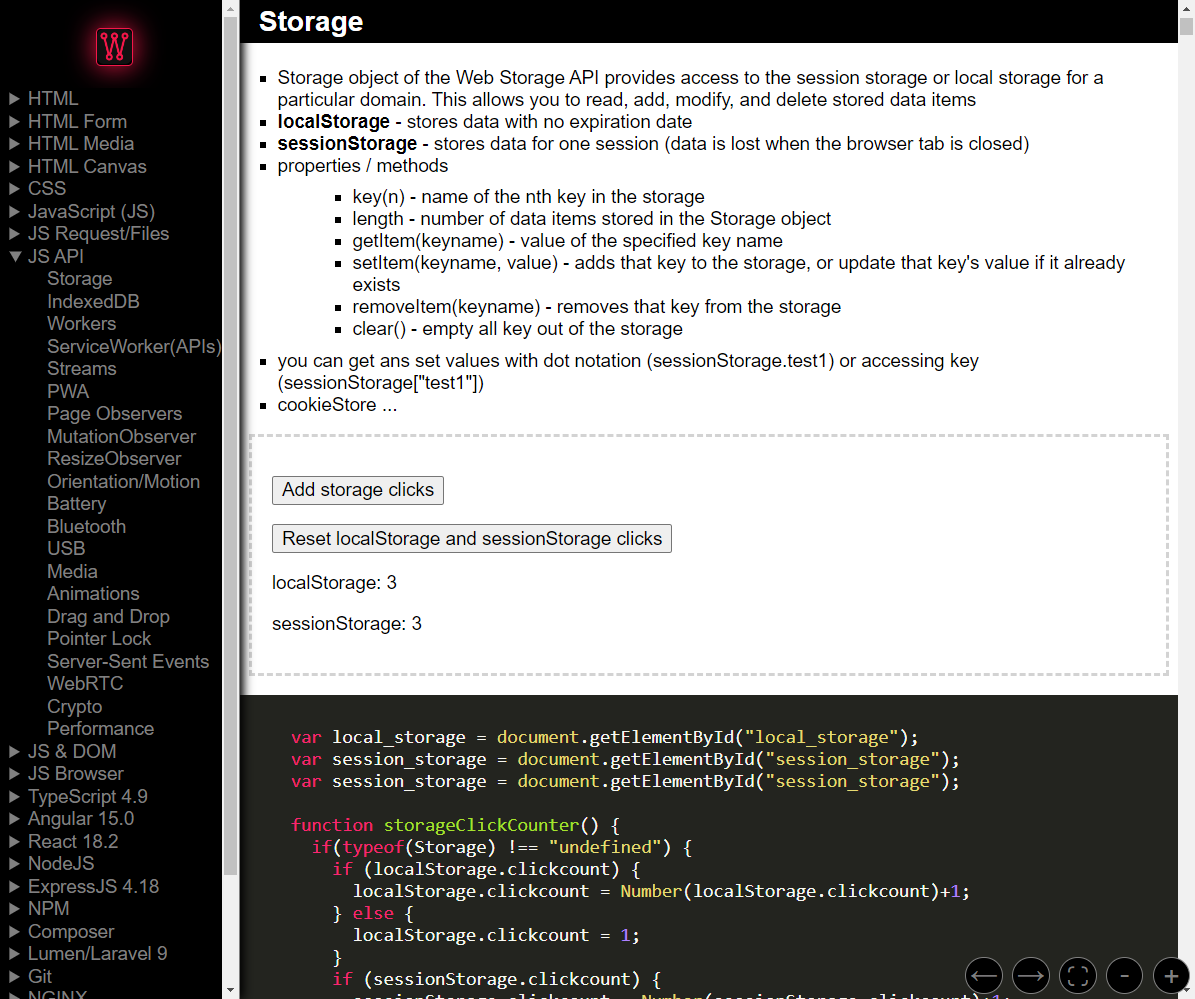 HTML
HTML Form
HTML Media
HTML Canvas
CSS
JavaScript (JS)
JS Request/Files
JS API
Storage
IndexedDB
Workers
ServiceWorker(APIs)
Streams
PWA
Page Observers
MutationObserver
ResizeObserver
Orientation/Motion
Battery
Bluetooth
USB
Media
Animations
Drag and Drop
Pointer Lock
Server-Sent Events
WebRTC
Crypto
Performance
JS & DOM
JS Browser
TypeScript 4.9
Angular 15.0
React 18.2
NodeJS
ExpressJS 4.18
NPM
Composer
Lumen/Laravel 9
Git
NGINX
Storage
Storage object of the Web Storage API provides access to the session storage or local storage for a
particular domain. This allows you to read, add, modify, and delete stored data items
localStorage - stores data with no expiration date
sessionStorage - stores data for one session (data is lost when the browser tab is closed)
properties / methods
key(n) - name of the nth key in the storage
length - number of data items stored in the Storage object
getItem(keyname) - value of the specified key name
setItem(keyname, value) - adds that key to the storage, or update that key's value if it already
exists
removeItem(keyname) - removes that key from the storage
clear() - empty all key out of the storage
you can get ans set values with dot notation (sessionStorage.test1) or accessing key
(sessionStorage["test1"])
cookieStore ...
Add storage clicks
Reset localStorage and sessionStorage clicks
localStorage: 3
sessionStorage: 3
var local_storage = document.getElementById("local_storage");
var session_storage = document.getElementById("session_storage");
var session_storage = document.getElementById("session_storage");
function storageClickCounter() {
if(typeof(Storage) !== "undefined") {
if (localStorage.clickcount) {
localStorage.clickcount = Number(localStorage.clickcount)+1;
} else {
localStorage.clickcount = 1;
}
if (sessionStorage.clickcount) {